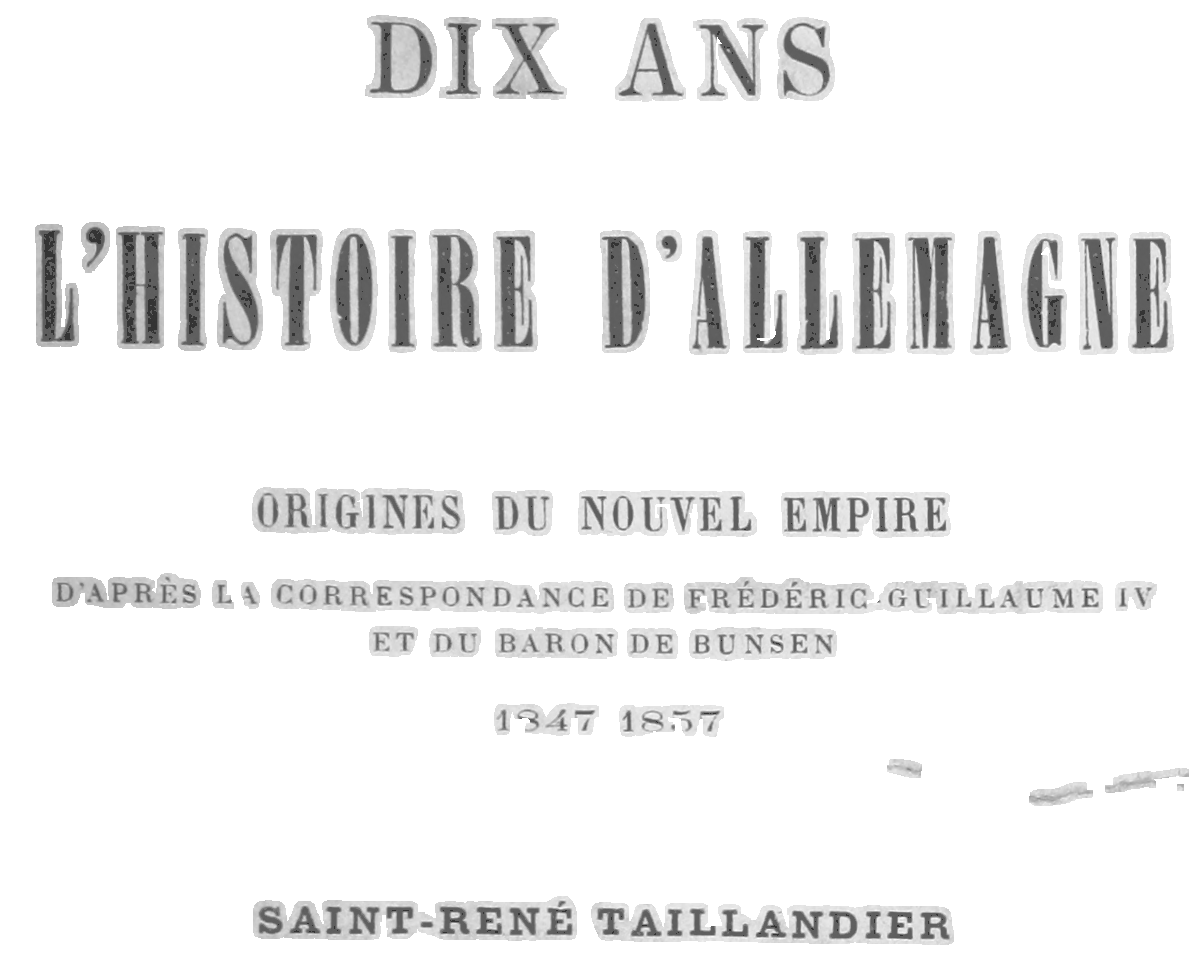 DIX ANS
L'HISTOIRE D'ALLEMAGNE
ORIGINES DU NOUVEL EMPIRE
D'APRÈS LA CORRESPONDANCE DE FRÉDÉRIC-GUILLAUME IV
ET DU BARON DE BUNSEN
1847 1857
SAINT-RENÉ TAILLANDIER